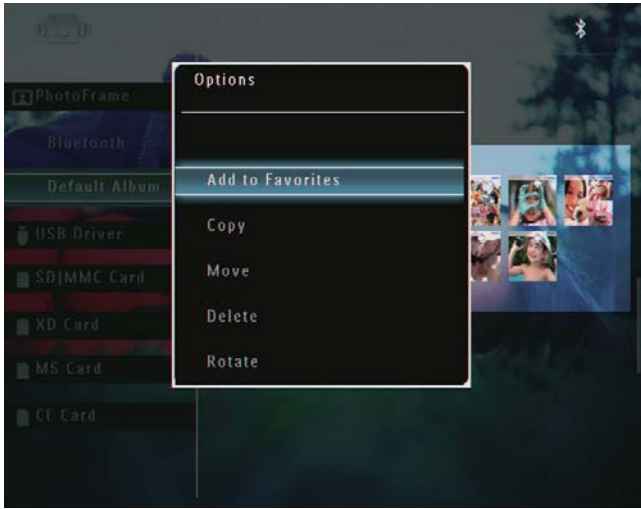 Options
PhotoFrame
Bluetooth
Default Album
USB Driver
SD|MMC Card
XD Card
MS Card
CF Card
Add to Favorites
Copy
Move
Delete
Rotate